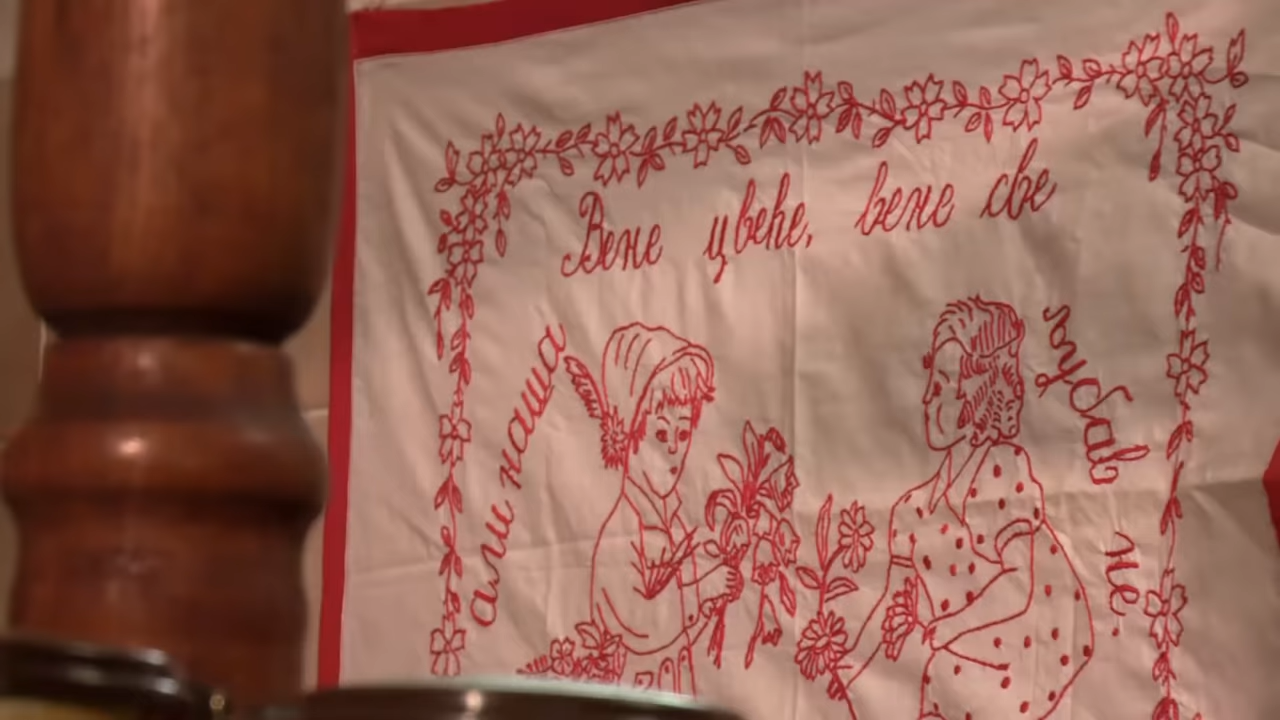 Вене цвеће, вене све
али наша
љубав
не.